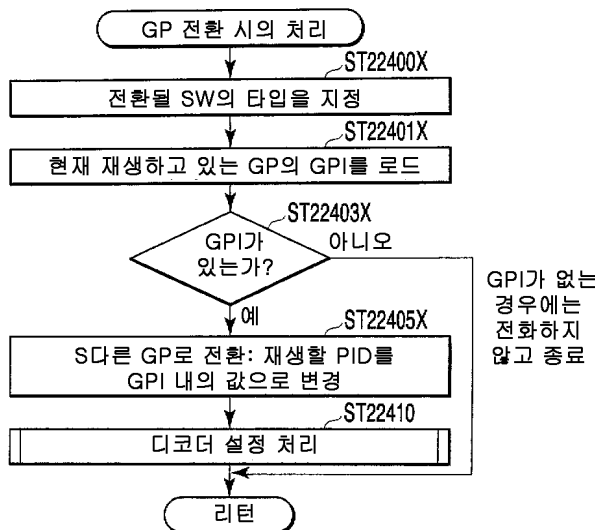 GP 전환 시의 처리
ST22400X
전환될 SW의 타입을 지정
ST22401X
현재 재생하고 있는 GP의 GPI를 로드
ST22403X
GPI가
있는가?
아니오
GPI가 없는
경우에는
전화하지
않고 종료
예
ST22405X
S다른 GP로 전환: 재생할 PID를
GPI 내의 값으로 변경
ST22410
디코더 설정 처리
리턴